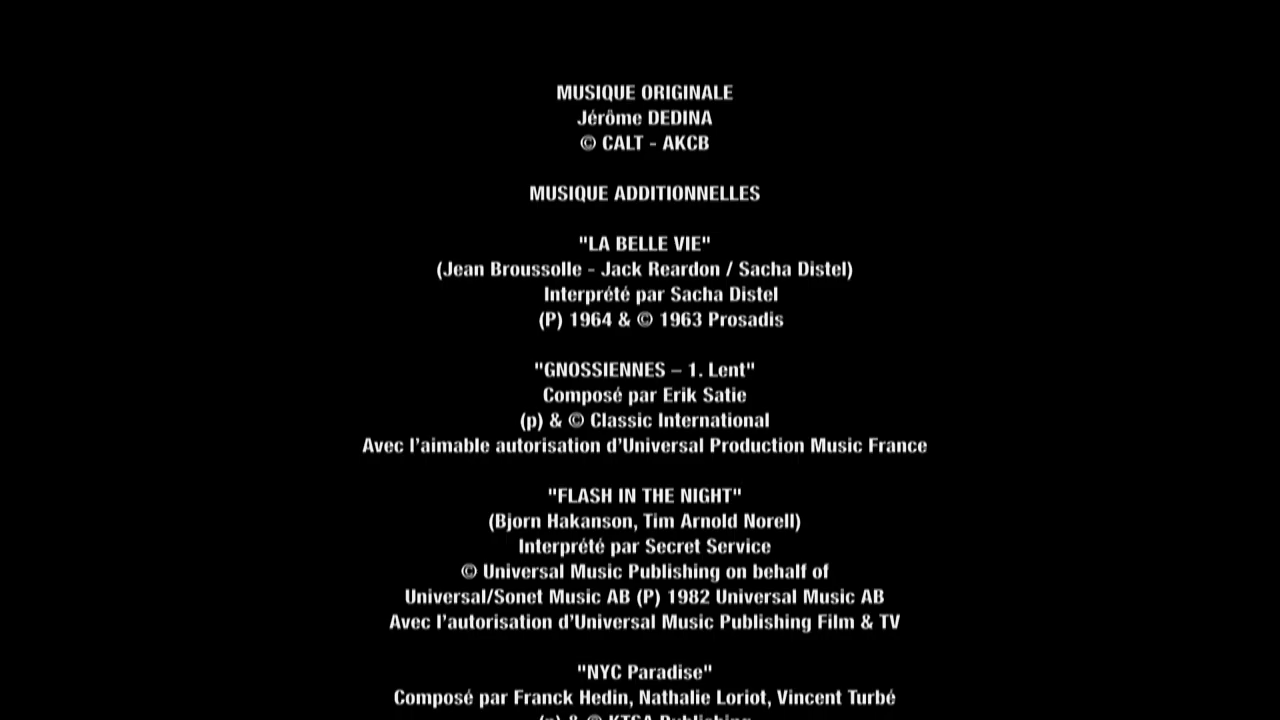 MUSIQUE ORIGINALE
Jérôme DEDINA
© CALT - AKCB
MUSIQUE ADDITIONNELLES
"LA BELLE VIE"
(Jean Broussolle - Jack Reardon / Sacha Distel)
Interprété par Sacha Distel
(P) 1964 & © 1963 Prosadis
"GNOSSIENNES – 1. Lent"
Composé par Erik Satie
(p) & © Classic International
Avec l’aimable autorisation d’Universal Production Music France
"FLASH IN THE NIGHT"
(Bjorn Hakanson, Tim Arnold Norell)
Interprété par Secret Service
© Universal Music Publishing on behalf of
Universal/Sonet Music AB (P) 1982 Universal Music AB
Avec l’autorisation d’Universal Music Publishing Film & TV
"NYC Paradise"
Composé par Franck Hedin, Nathalie Loriot, Vincent Turbé
(p) & © KTSA Publishing